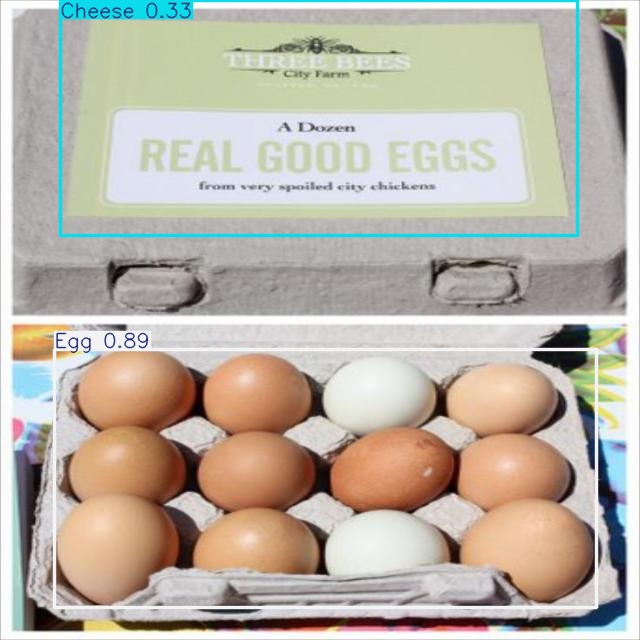 Cheese 0.33
THREE BEES
City Farm
A Dozen
REAL GOOD EGGS
from very spoiled city chickens
Egg 0.89